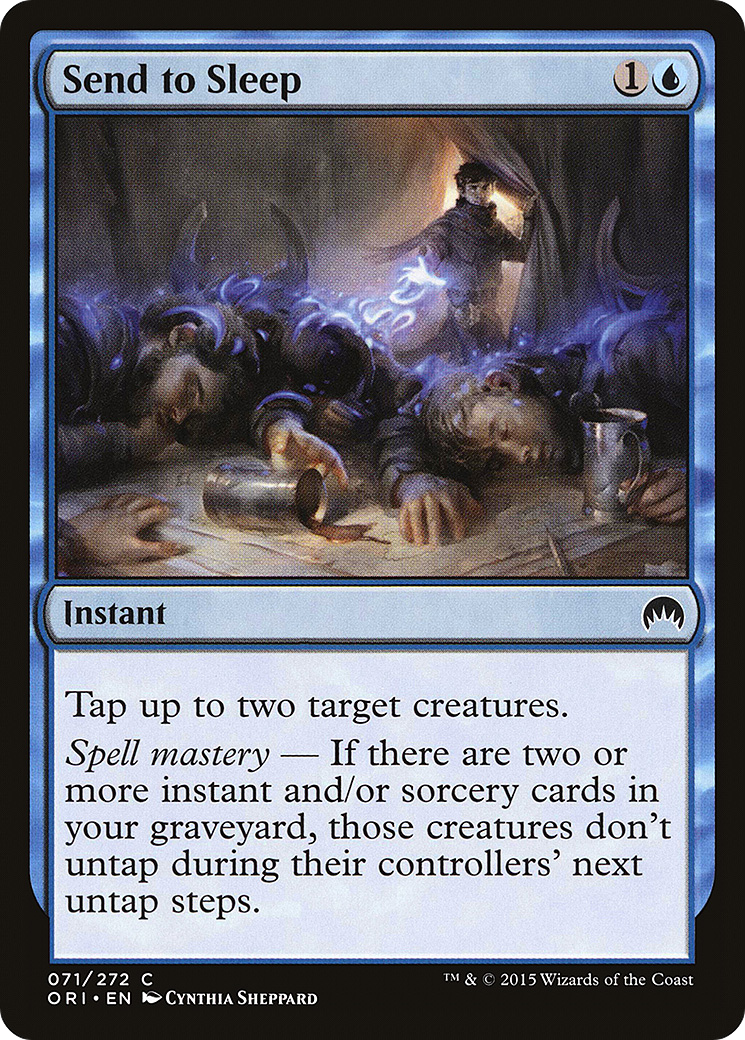 Send to Sleep 1
Instant
Tap up to two target creatures.
Spell mastery — If there are two or
more instant and/or sorcery cards in
your graveyard, those creatures don't
untap during their controllers' next
untap steps.
071/272 C
ORI • EN Cynthia Sheppard
™ & © 2015 Wizards of the Coast